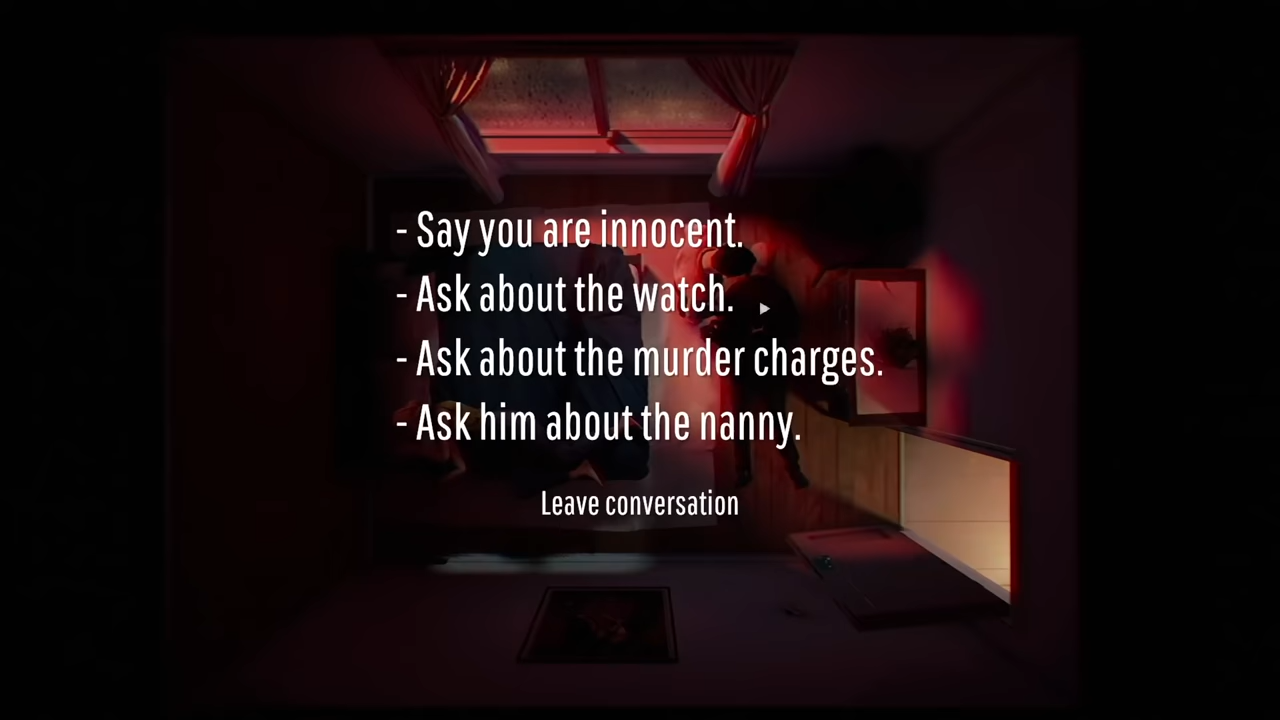 - Say you are innocent.
- Ask about the watch.
- Ask about the murder charges.
- Ask him about the nanny.
Leave conversation